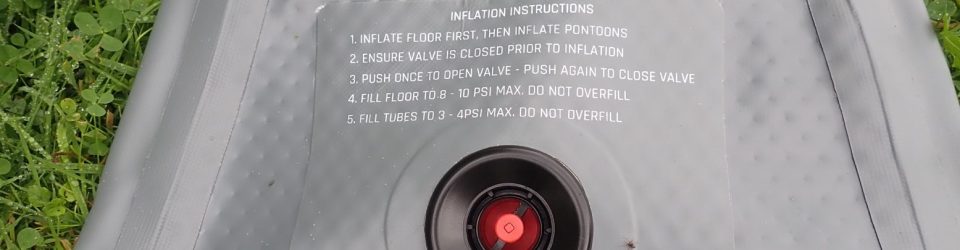 INFLATION INSTRUCTIONS
1. INFLATE FLOOR FIRST, THEN INFLATE PONTOONS
2. ENSURE VALVE IS CLOSED PRIOR TO INFLATION
3. PUSH ONCE TO OPEN VALVE - PUSH AGAIN TO CLOSE VALVE
4. FILL FLOOR TO 8 - 10 PSI MAX. DO NOT OVERFILL
5. FILL TUBES TO 3 - 4PSI MAX. DO NOT OVERFILL